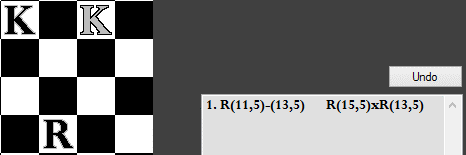 K K
Undo
1. R(11,5)-(13,5) R(15,5)xR(13,5)
R